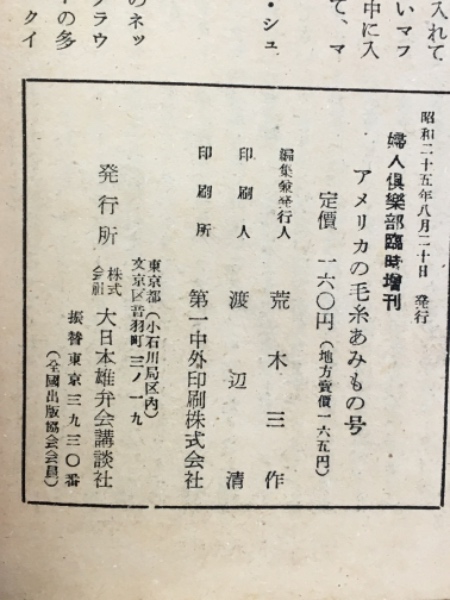 入れて
いマフ
中に入
て、マ
・シュ
のネッ
ブラウ
トの多
クイ
昭和二十五年八月二十日 発行
婦人倶樂部臨時増刊
アメリカの毛糸あみもの号
定價 一六〇円(地方賣價一六五円)
編集兼発行人 荒木三作
印刷人 渡辺清
印刷所 第一中外印刷株式会社
東京都(小石川局区内)
文京区音羽町三ノ一九
発行所 株式会社 大日本雄弁会講談社
振替東京三九三〇番
(全國出版協会会員)